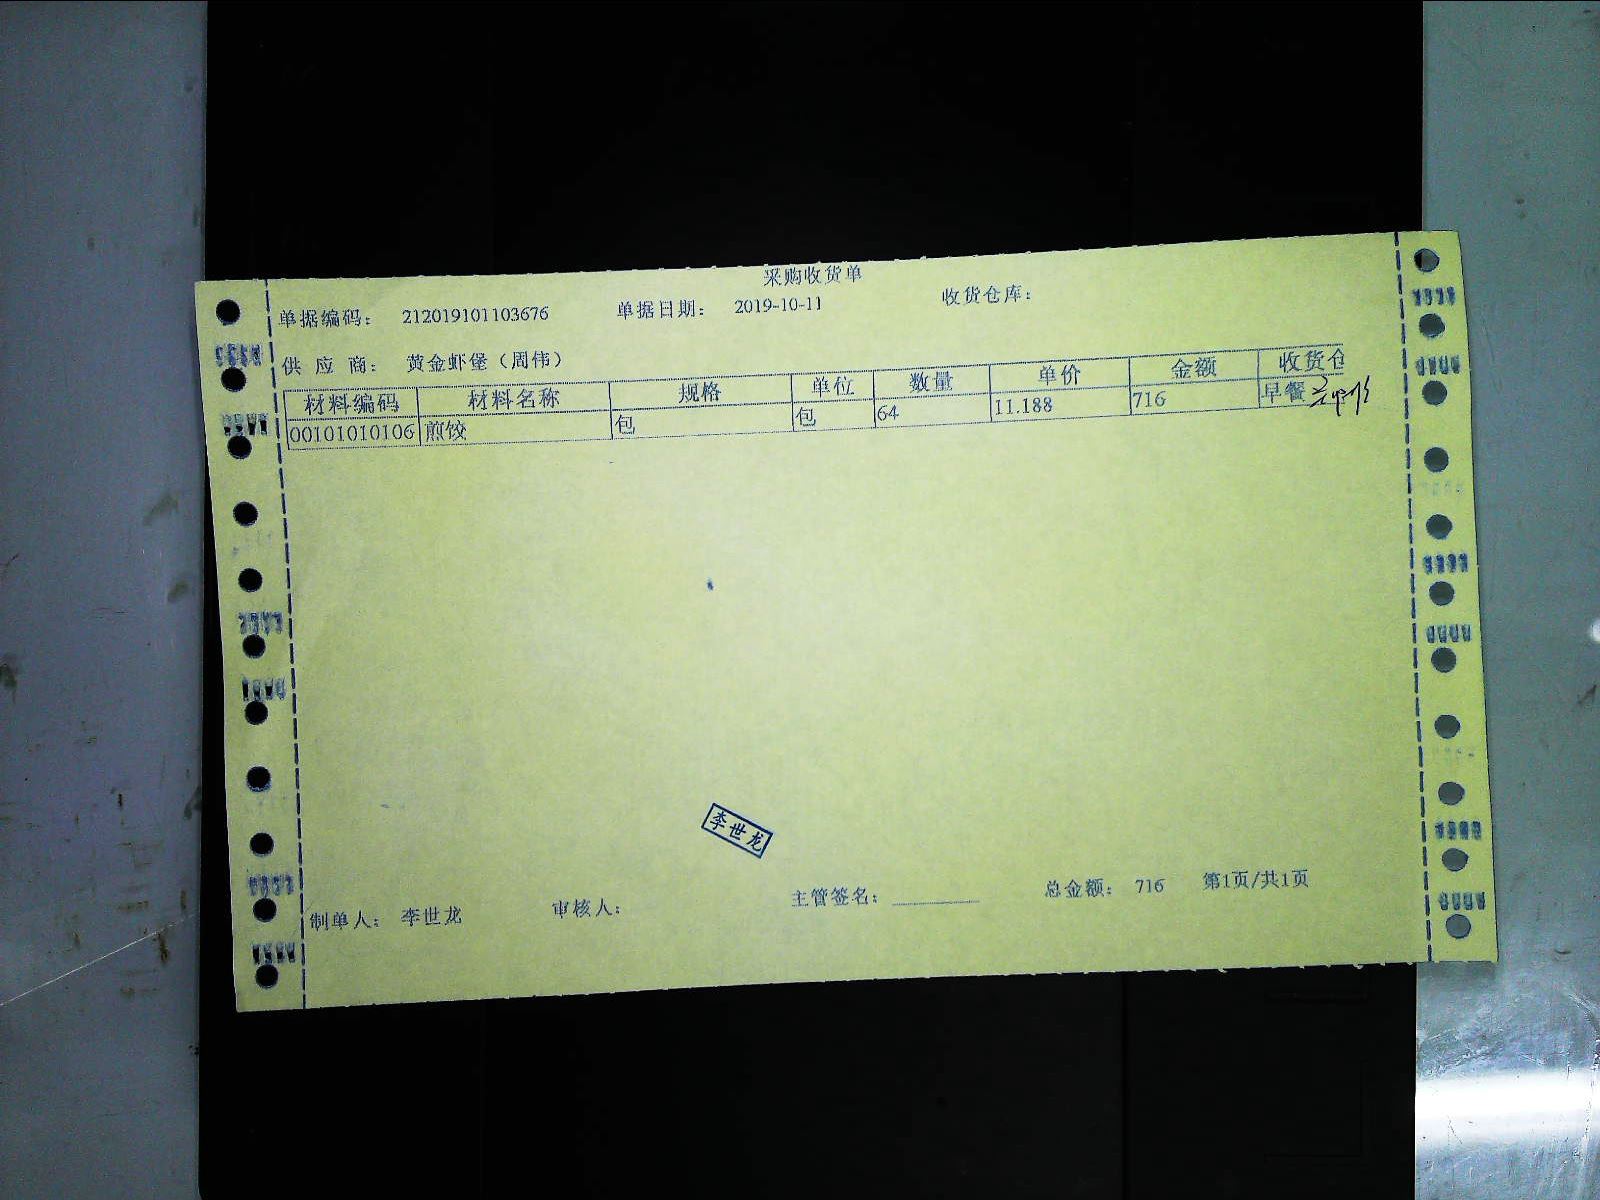 采购收货单
单据编码： 212019101103676 单据日期： 2019-10-11 收货仓库：
供 应 商： 黄金虾堡（周伟）
材料编码 材料名称 规格 单位 数量 单价 金额 收货仓
00101010106 煎饺 包 包 64 11.188 716 早餐
李世龙
制单人： 李世龙 审核人： 主管签名： 总金额： 716 第1页/共1页